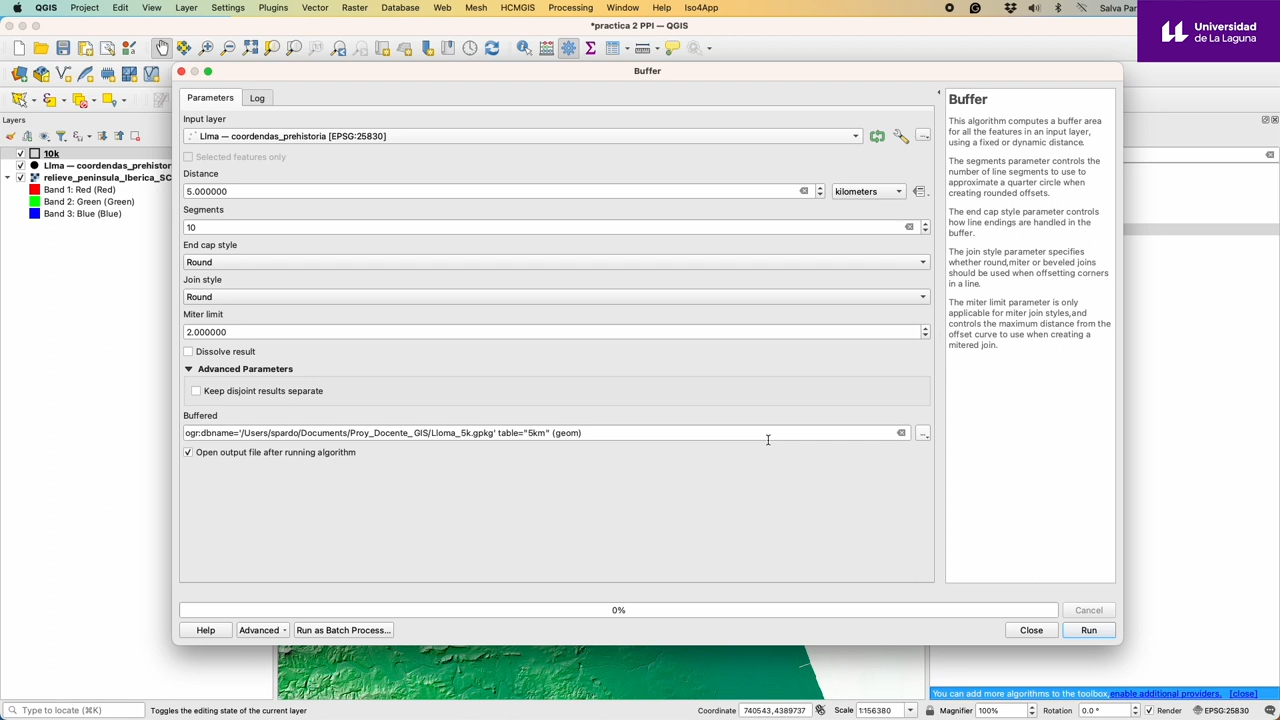 QGIS Project Edit View Layer Settings Plugins Vector Raster Database Web Mesh HCMGIS Processing Window Help Iso4App
Salva Par
Universidad
de La Laguna
*practica 2 PPI — QGIS
Buffer
Parameters
Log
Input layer
Llma — coordendas_prehistoria [EPSG:25830]
Selected features only
Distance
5.000000
kilometers
Segments
10
End cap style
Round
Join style
Round
Miter limit
2.000000
Dissolve result
Advanced Parameters
Keep disjoint results separate
Buffered
ogr:dbname='/Users/spardo/Documents/Proy_Docente_ GIS/Lloma_5k.gpkg' table="5km" (geom)
Open output file after running algorithm
Buffer
This algorithm computes a buffer area
for all the features in an input layer,
using a fixed or dynamic distance.
The segments parameter controls the
number of line segments to use to
approximate a quarter circle when
creating rounded offsets.
The end cap style parameter controls
how line endings are handled in the
buffer.
The join style parameter specifies
whether round,miter or beveled joins
should be used when offsetting corners
in a line.
The miter limit parameter is only
applicable for miter join styles,and
controls the maximum distance from the
offset curve to use when creating a
mitered join.
0%
Cancel
Help
Advanced
Run as Batch Process...
Close
Run
Layers
10k
Llma — coordendas_prehistor
relieve_peninsula_Iberica_SC
Band 1: Red (Red)
Band 2: Green (Green)
Band 3: Blue (Blue)
You can add more algorithms to the toolbox, enable additional providers. [close]
Type to locate (⌘K)
Toggles the editing state of the current layer
Coordinate 740543,4389737
Scale 1:156380
Magnifier 100%
Rotation 0.0 °
Render
EPSG:25830